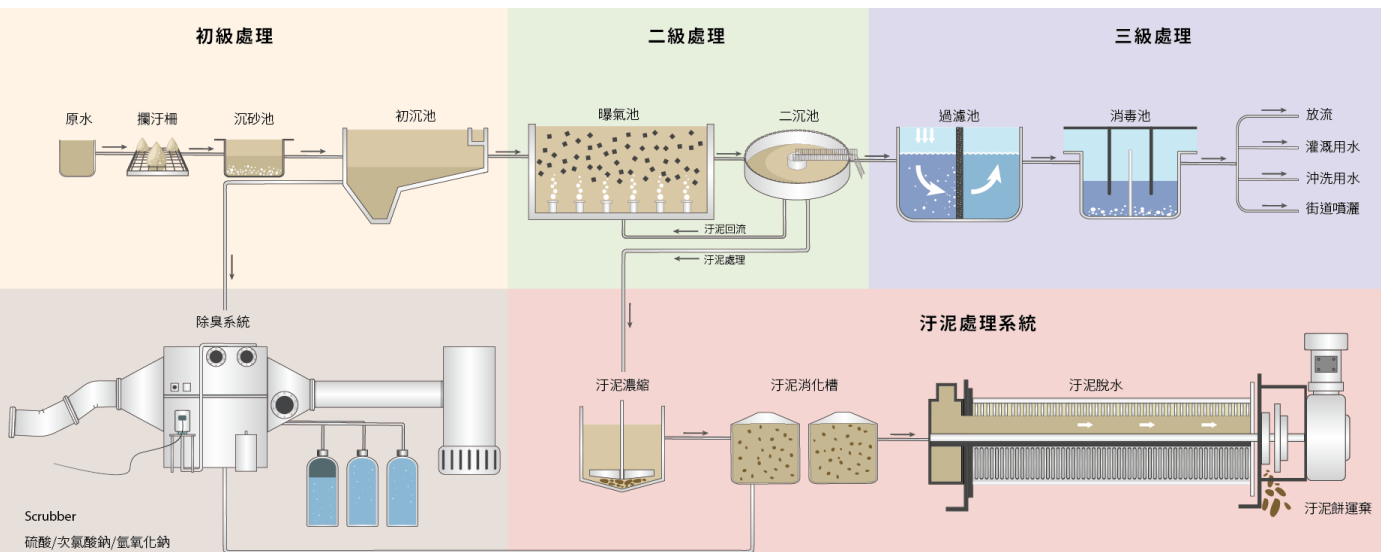 初級處理
二級處理
三級處理
原水
攔汙柵
沉砂池
初沉池
曝氣池
二沉池
過濾池
消毒池
放流
灌溉用水
沖洗用水
街道噴灑
汙泥回流
汙泥處理
除臭系統
汙泥處理系統
汙泥濃縮
汙泥消化槽
汙泥脫水
汙泥餅運棄
Scrubber
硫酸/次氯酸鈉/氫氧化鈉